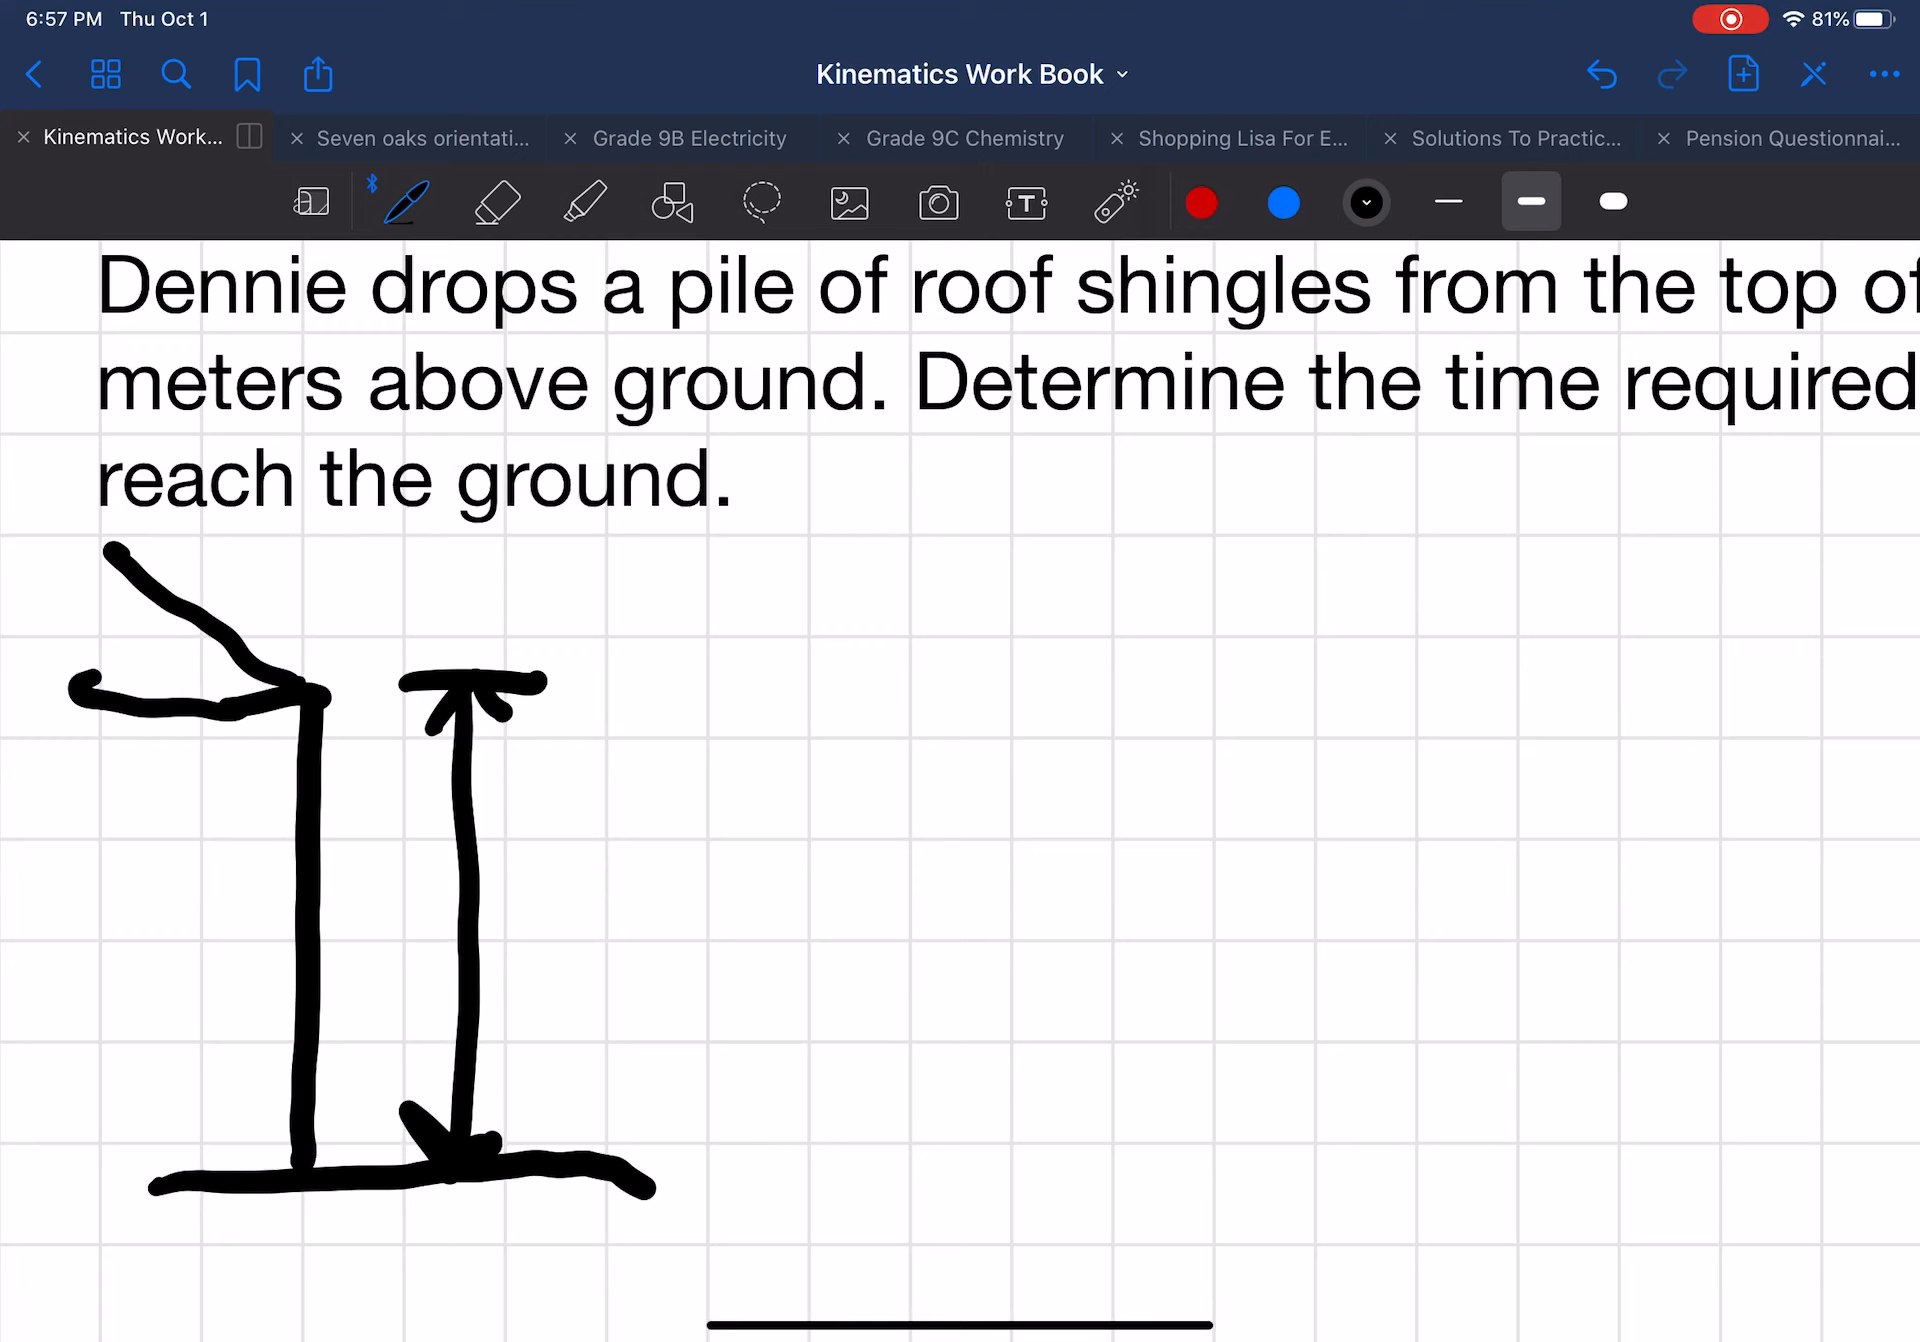 6:57 PM Thu Oct 1 81%
Kinematics Work Book
Kinematics Work... Seven oaks orientati... Grade 9B Electricity Grade 9C Chemistry Shopping Lisa For E... Solutions To Practic... Pension Questionnai...
Dennie drops a pile of roof shingles from the top of
meters above ground. Determine the time required
reach the ground.